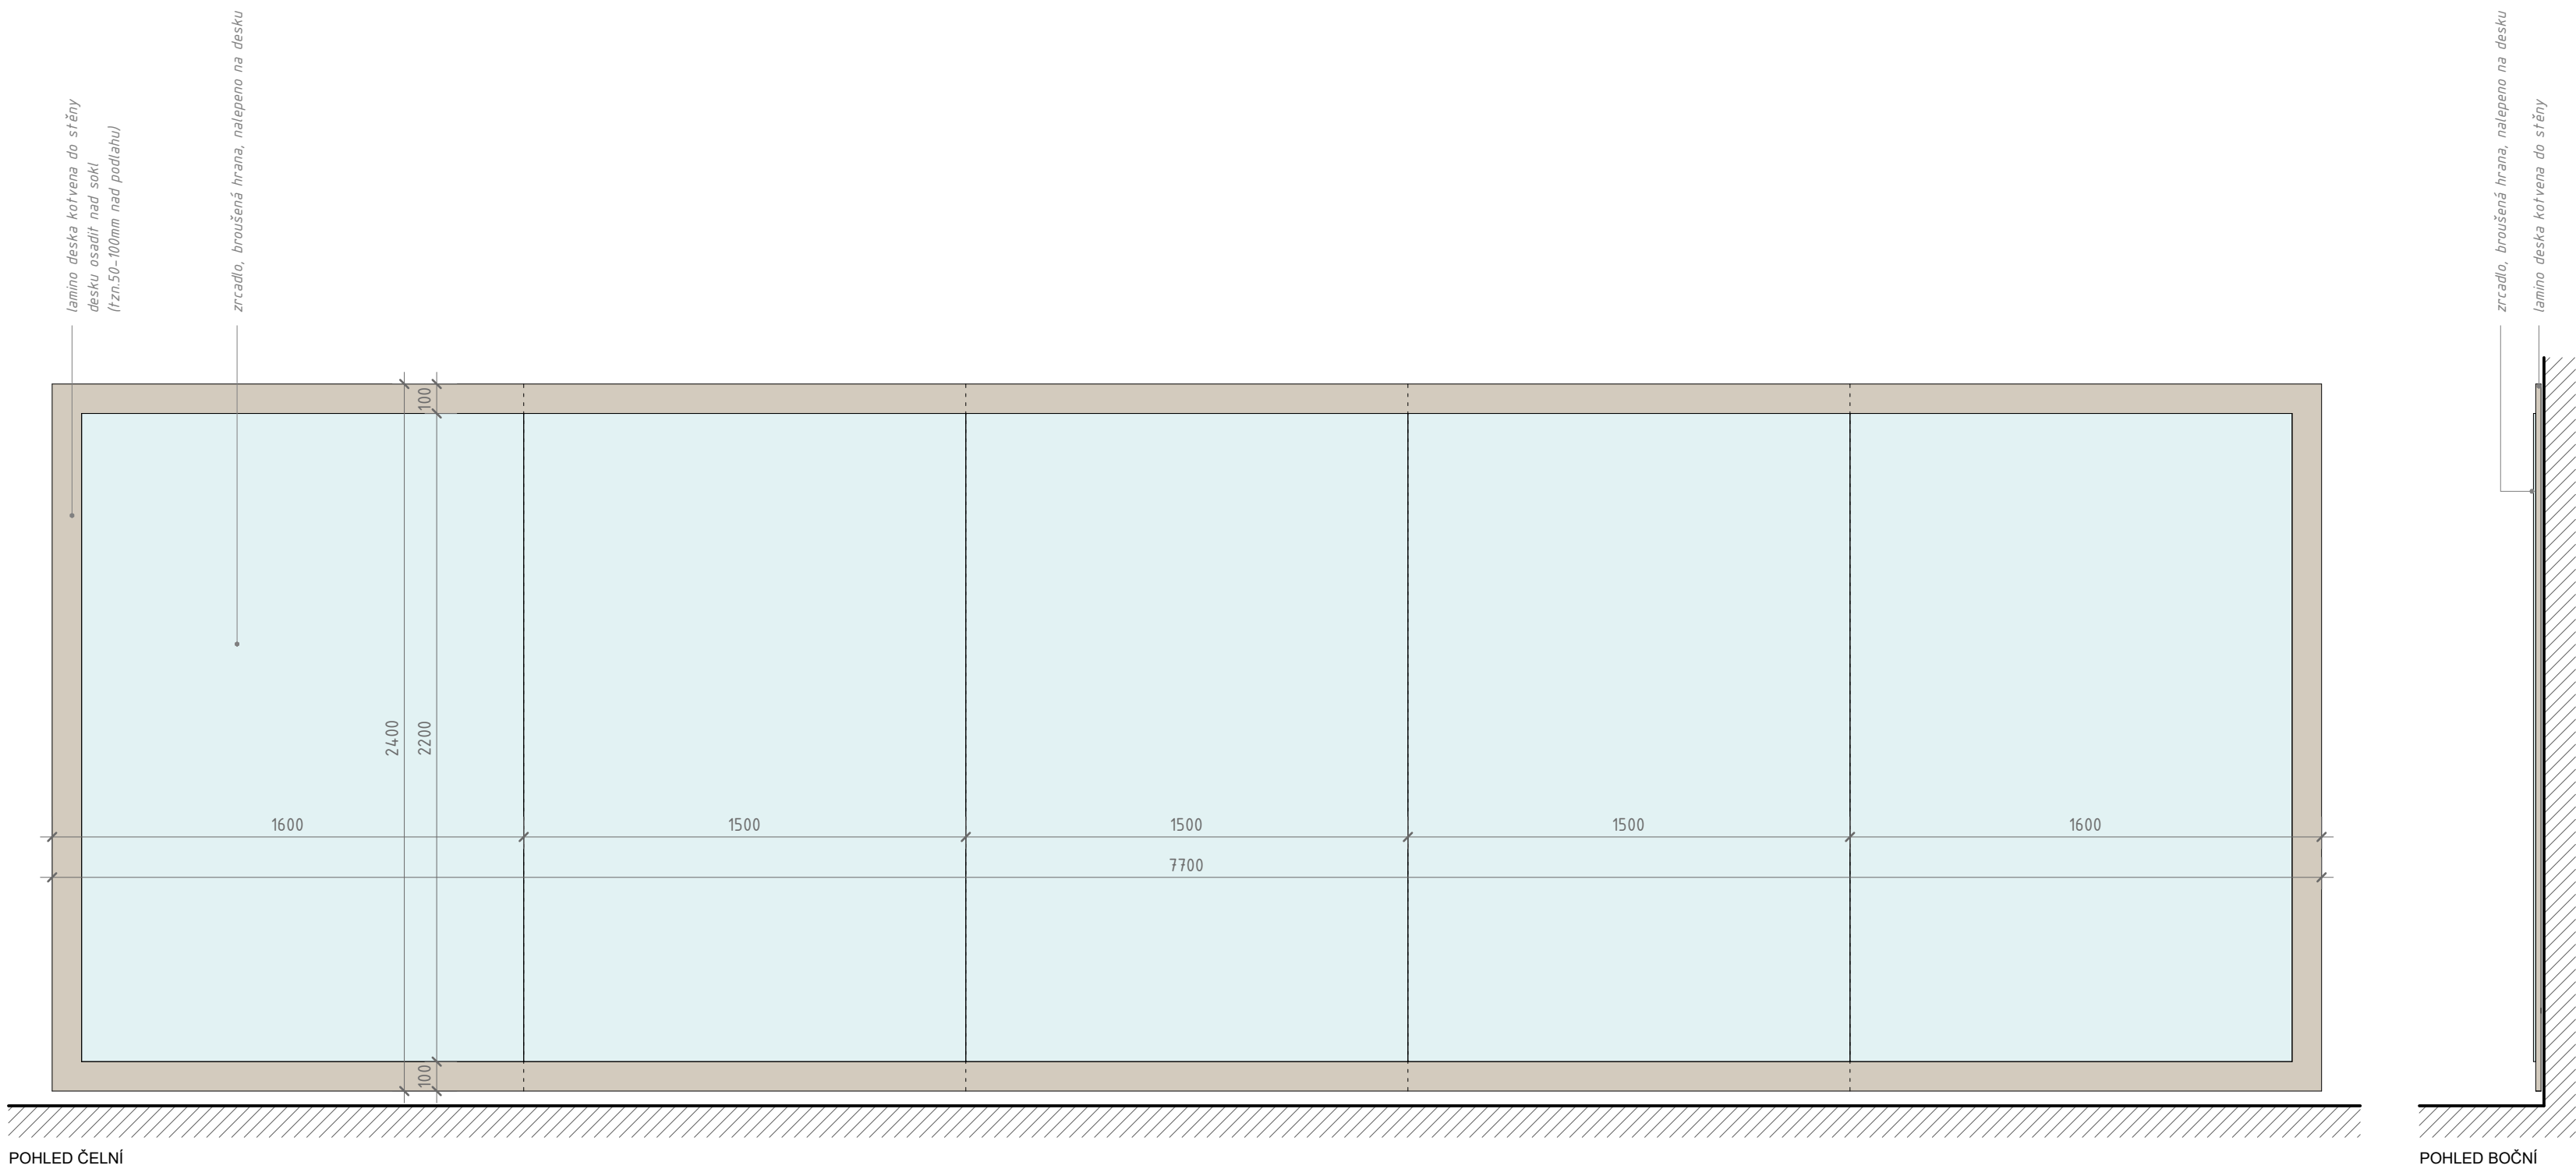 lamino deska kotvena do stěny
desku osadit nad sokl
(tzn.50-100mm nad podlahu)
zrcadlo, broušená hrana, nalepeno na desku
zrcadlo, broušená hrana, nalepeno na desku
lamino deska kotvena do stěny
100
2400
2200
1600
1500
1500
1500
1600
7700
100
POHLED ČELNÍ
POHLED BOČNÍ